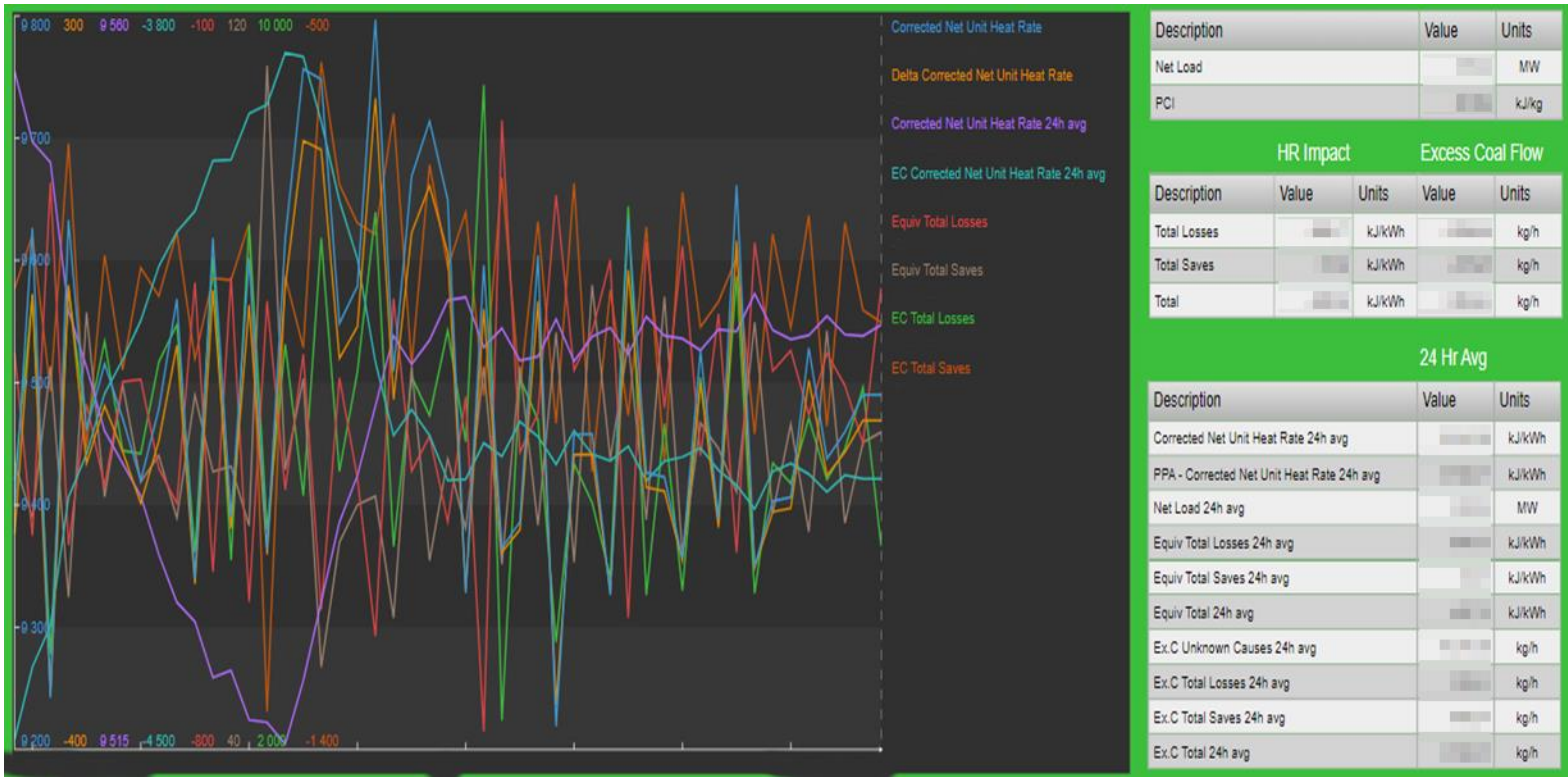 9 800 300 9 560 -3 800 -100 120 10 000 -500
9 700
9 600
9 500
9 400
9 300
9 200 -400 9 515 -4 500 -800 40 2 000 -1 400
Corrected Net Unit Heat Rate
Delta Corrected Net Unit Heat Rate
Corrected Net Unit Heat Rate 24h avg
EC Corrected Net Unit Heat Rate 24h avg
Equiv Total Losses
Equiv Total Saves
EC Total Losses
EC Total Saves
Description Value Units
Net Load MW
PCI kJ/kg
HR Impact Excess Coal Flow
Description Value Units Value Units
Total Losses kJ/kWh kg/h
Total Saves kJ/kWh kg/h
Total kJ/kWh kg/h
24 Hr Avg
Description Value Units
Corrected Net Unit Heat Rate 24h avg kJ/kWh
PPA - Corrected Net Unit Heat Rate 24h avg kJ/kWh
Net Load 24h avg MW
Equiv Total Losses 24h avg kJ/kWh
Equiv Total Saves 24h avg kJ/kWh
Equiv Total 24h avg kJ/kWh
Ex.C Unknown Causes 24h avg kg/h
Ex.C Total Losses 24h avg kg/h
Ex.C Total Saves 24h avg kg/h
Ex.C Total 24h avg kg/h